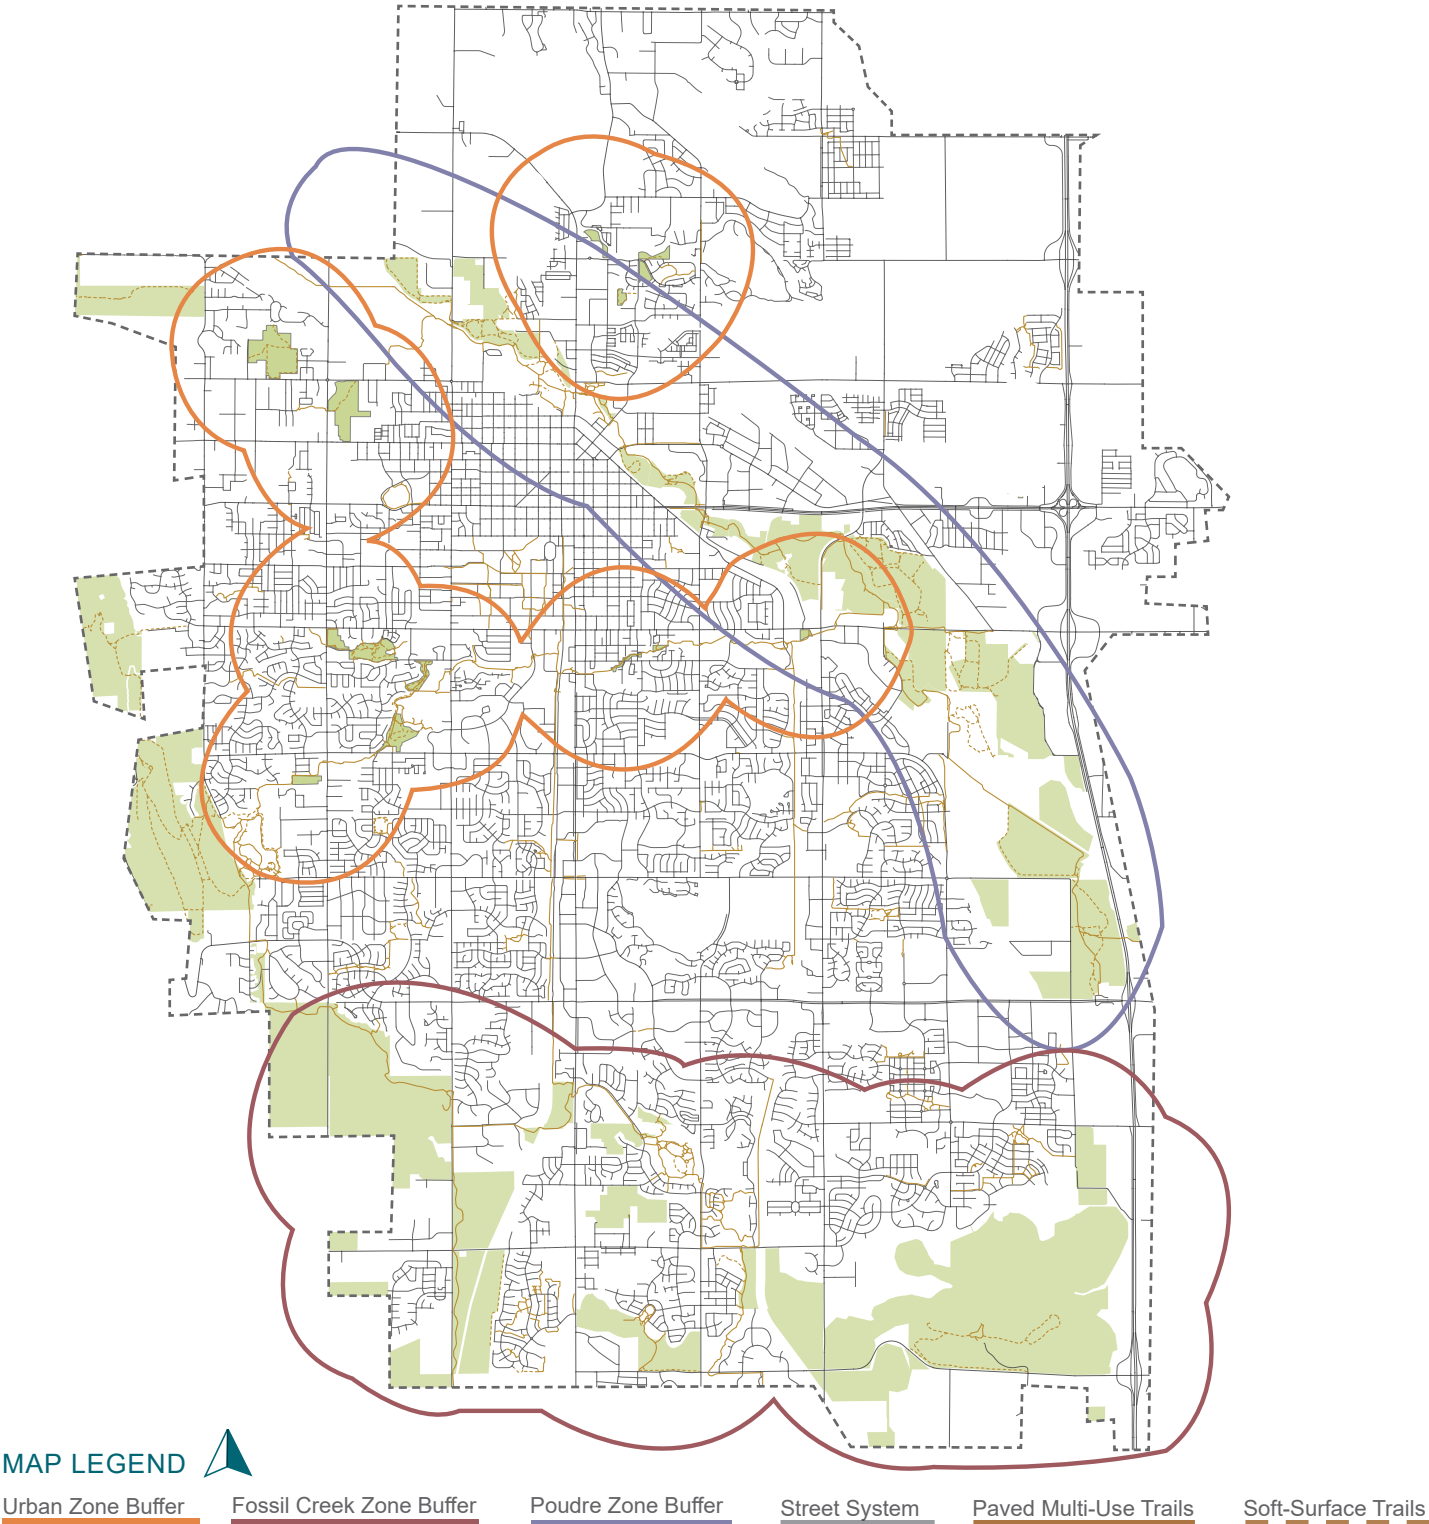 MAP LEGEND
Urban Zone Buffer
Fossil Creek Zone Buffer
Poudre Zone Buffer
Street System
Paved Multi-Use Trails
Soft-Surface Trails